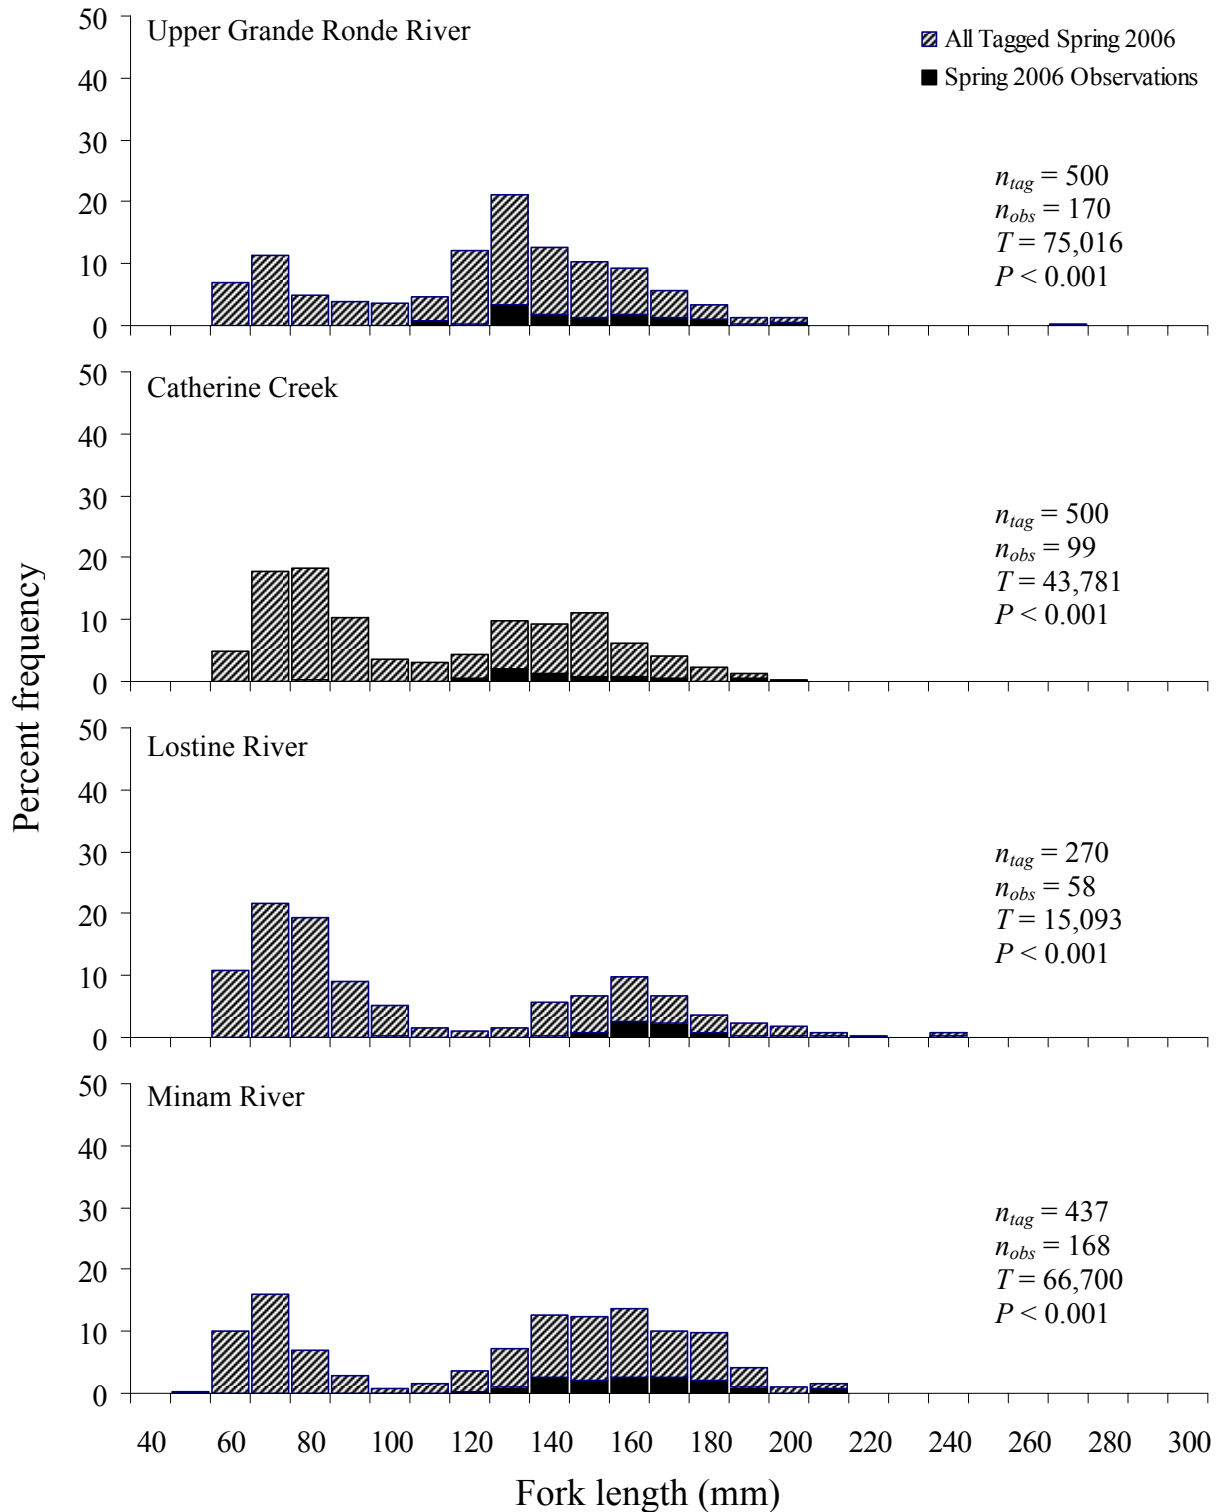 Upper Grande Ronde River
All Tagged Spring 2006
Spring 2006 Observations
50
40
30
20
10
0
n_tag = 500
n_obs = 170
T = 75,016
P < 0.001
Catherine Creek
50
40
30
20
10
0
n_tag = 500
n_obs = 99
T = 43,781
P < 0.001
Percent frequency
Lostine River
50
40
30
20
10
0
n_tag = 270
n_obs = 58
T = 15,093
P < 0.001
Minam River
50
40
30
20
10
0
n_tag = 437
n_obs = 168
T = 66,700
P < 0.001
40 60 80 100 120 140 160 180 200 220 240 260 280 300
Fork length (mm)